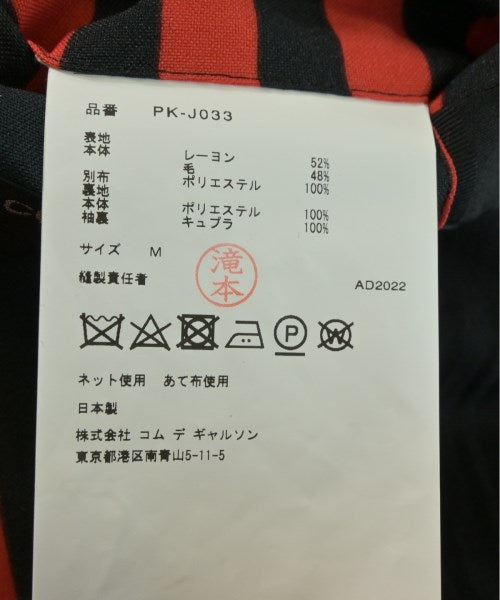 品番 PK-J033
表地
本体 レーヨン 52%
毛 48%
別布 ポリエステル 100%
裏地
本体 ポリエステル 100%
袖裏 キュプラ 100%
サイズ M
滝本
縫製責任者 AD2022
P W
ネット使用 あて布使用
日本製
株式会社 コム デ ギャルソン
東京都港区南青山5-11-5